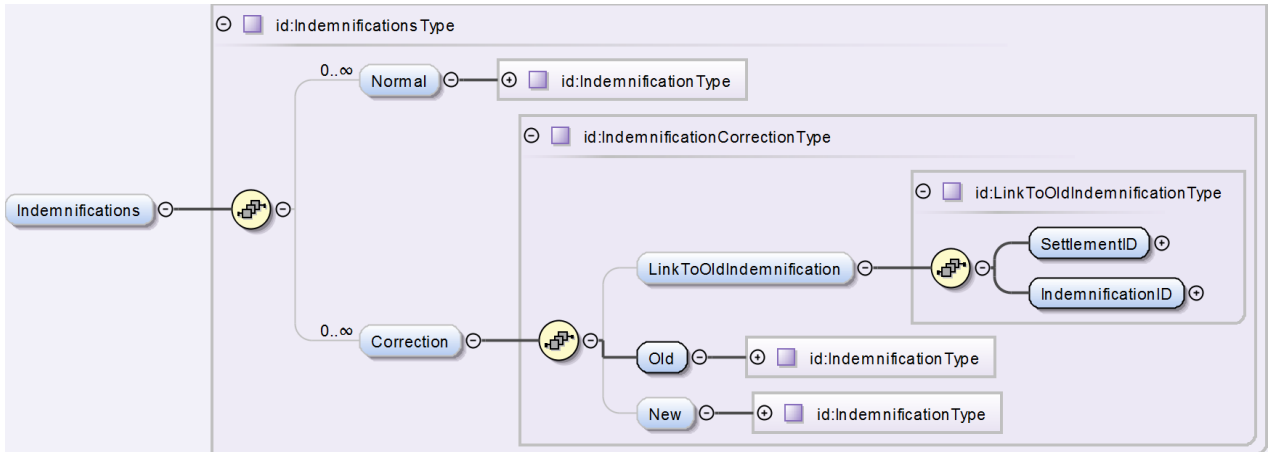 id:IndemnificationsType
0..∞
Normal
id:IndemnificationType
id:IndemnificationCorrectionType
id:LinkToOldIndemnificationType
Indemnifications
SettlementID
LinkToOldIndemnification
IndemnificationID
0..∞
Correction
Old
id:IndemnificationType
New
id:IndemnificationType